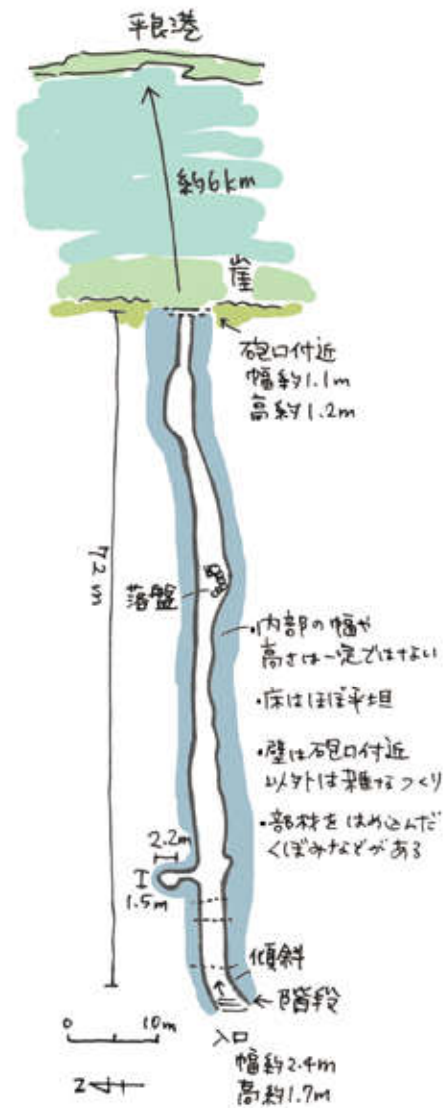 平良港
約6km
崖
砲口付近
幅約1.1m
高約1.2m
72m
落盤
・内部の幅や
高さは一定ではない
・床はほぼ平坦
・壁は砲口付近
以外は雑なつくり
・部材をはめ込んだ
くぼみなどがある
2.2m
1.5m
傾斜
階段
入口
幅約2.4m
高約1.7m
0 10m
N